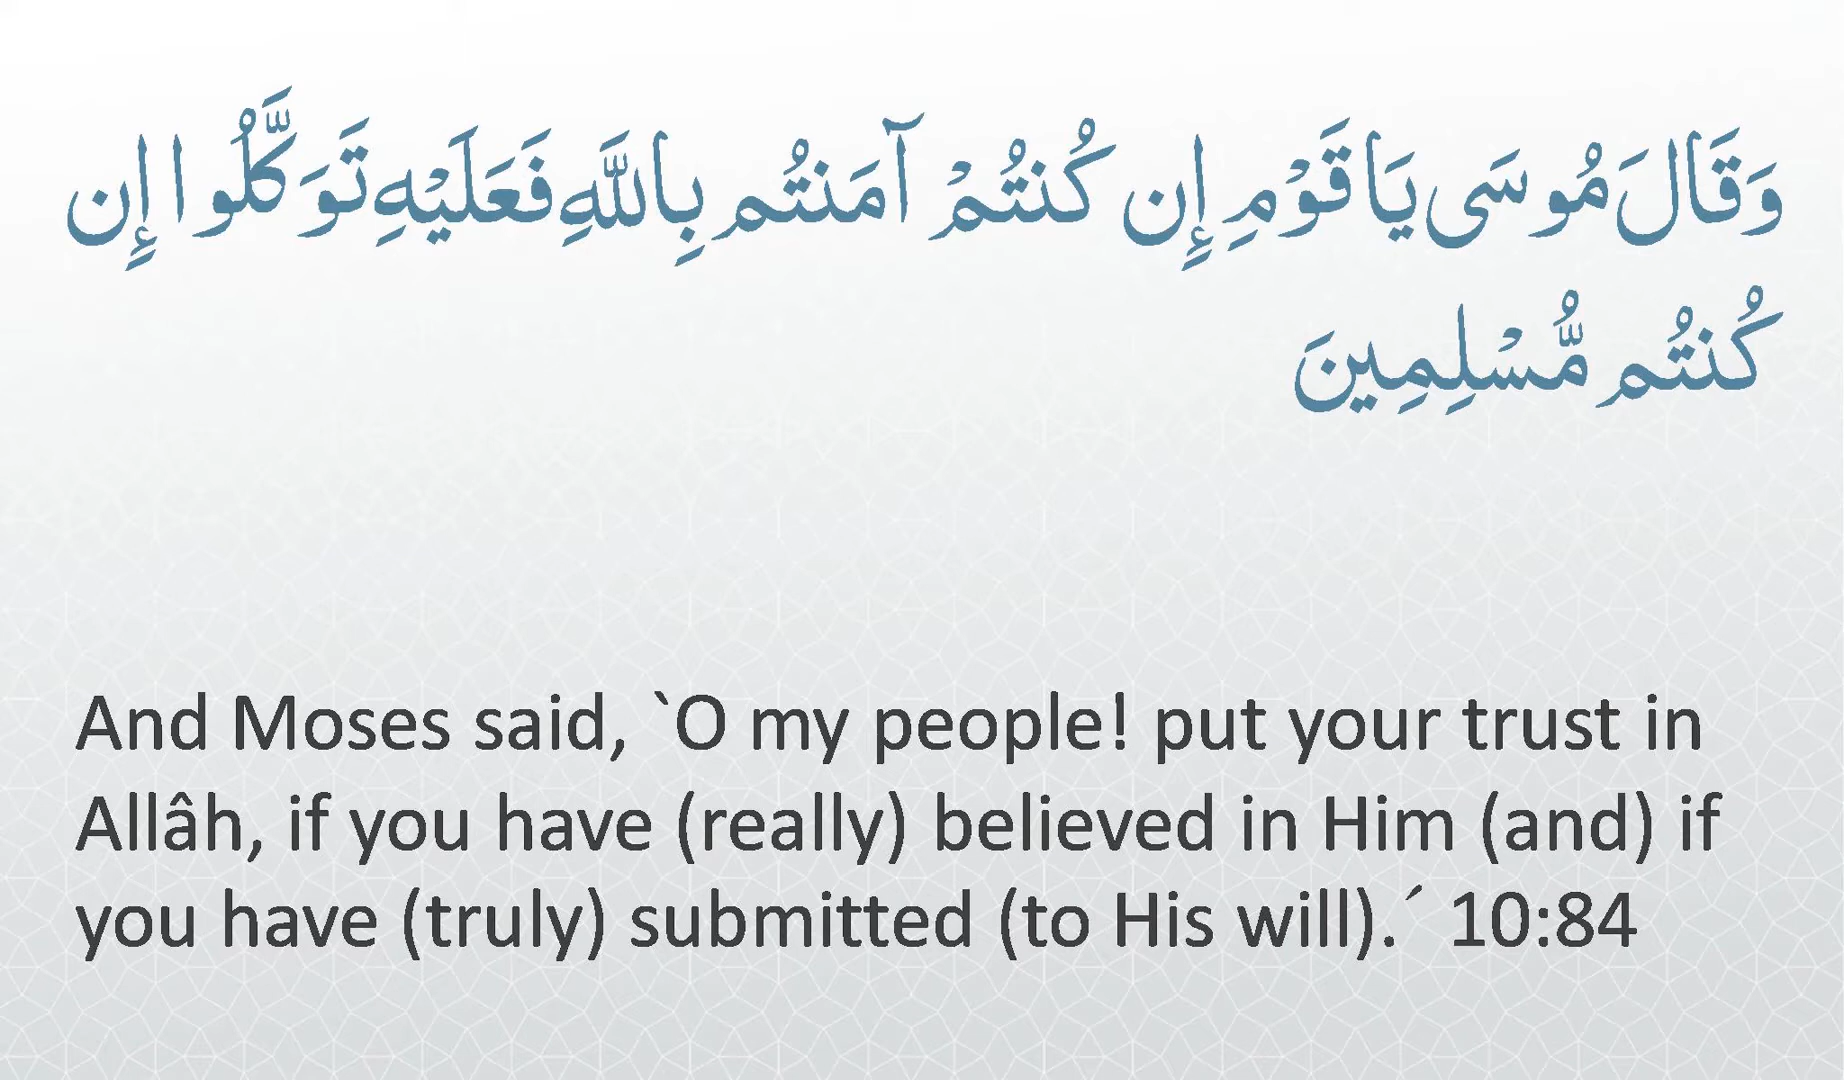 وَقَالَ مُوسَى يَا قَوْمِ إِن كُنتُمْ آمَنتُم بِاللَّهِ فَعَلَيْهِ تَوَكَّلُوا إِن
كُنتُم مُّسْلِمِينَ
And Moses said, `O my people! put your trust in
Allâh, if you have (really) believed in Him (and) if
you have (truly) submitted (to His will).´ 10:84